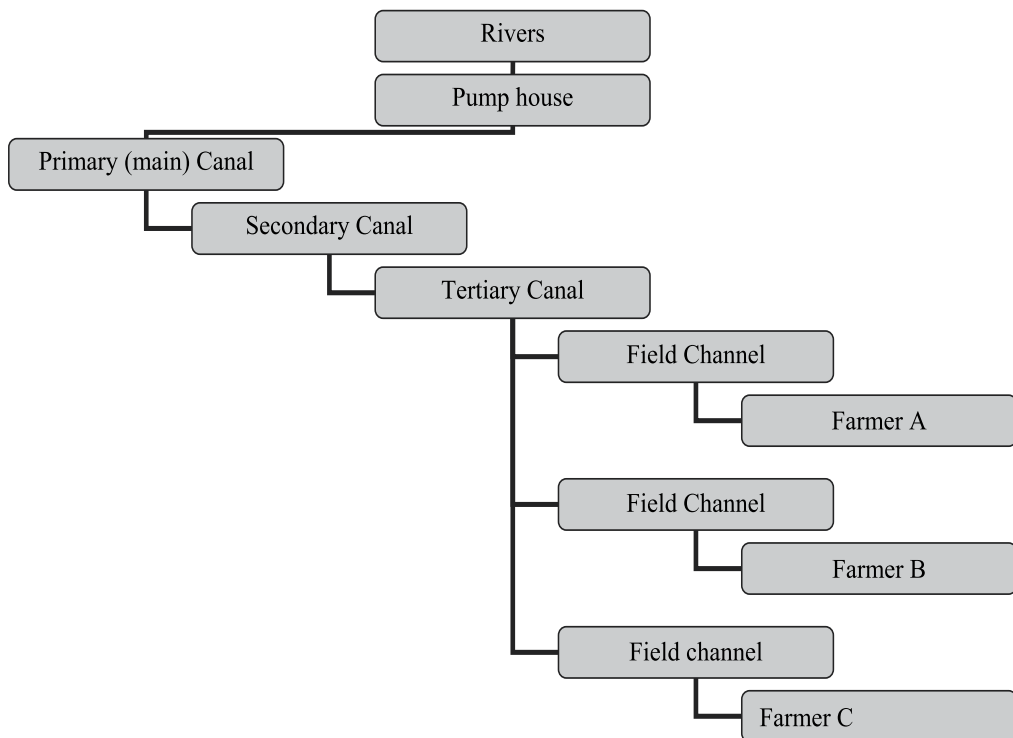 Rivers
Pump house
Primary (main) Canal
Secondary Canal
Tertiary Canal
Field Channel
Farmer A
Field Channel
Farmer B
Field channel
Farmer C